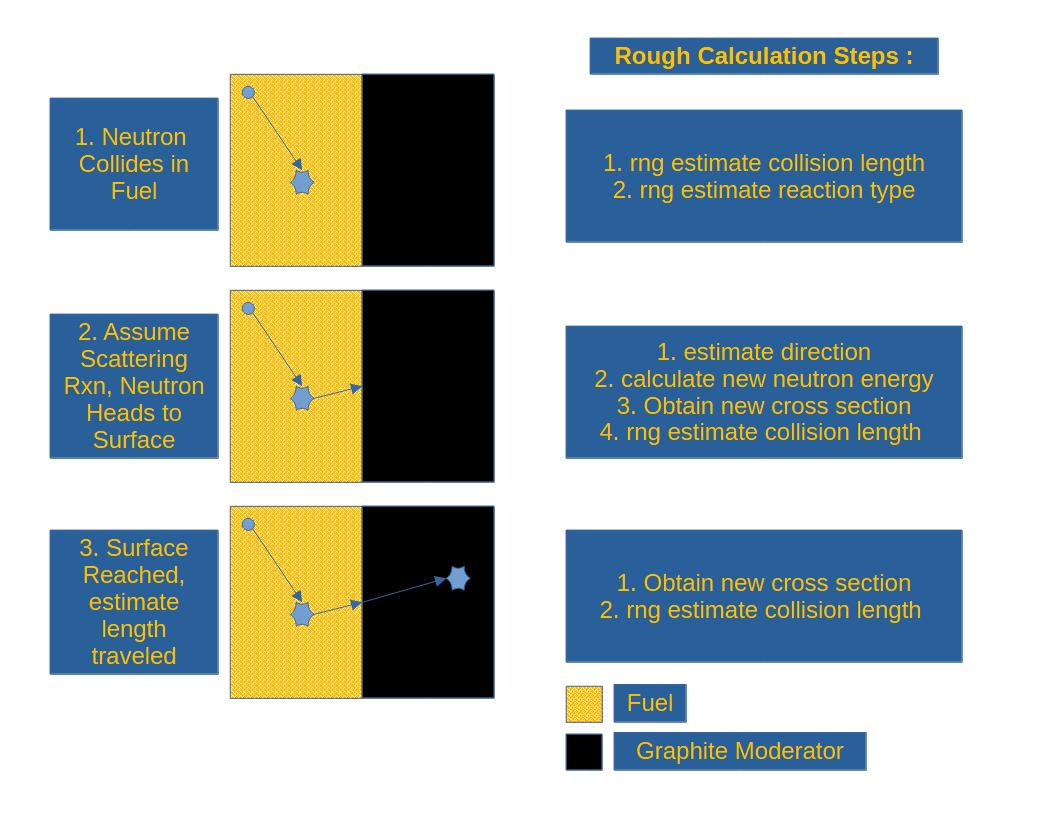 Rough Calculation Steps :
1. Neutron
Collides in
Fuel
1. rng estimate collision length
2. rng estimate reaction type
2. Assume
Scattering
Rxn, Neutron
Heads to
Surface
1. estimate direction
2. calculate new neutron energy
3. Obtain new cross section
4. rng estimate collision length
3. Surface
Reached,
estimate
length
traveled
1. Obtain new cross section
2. rng estimate collision length
Fuel
Graphite Moderator